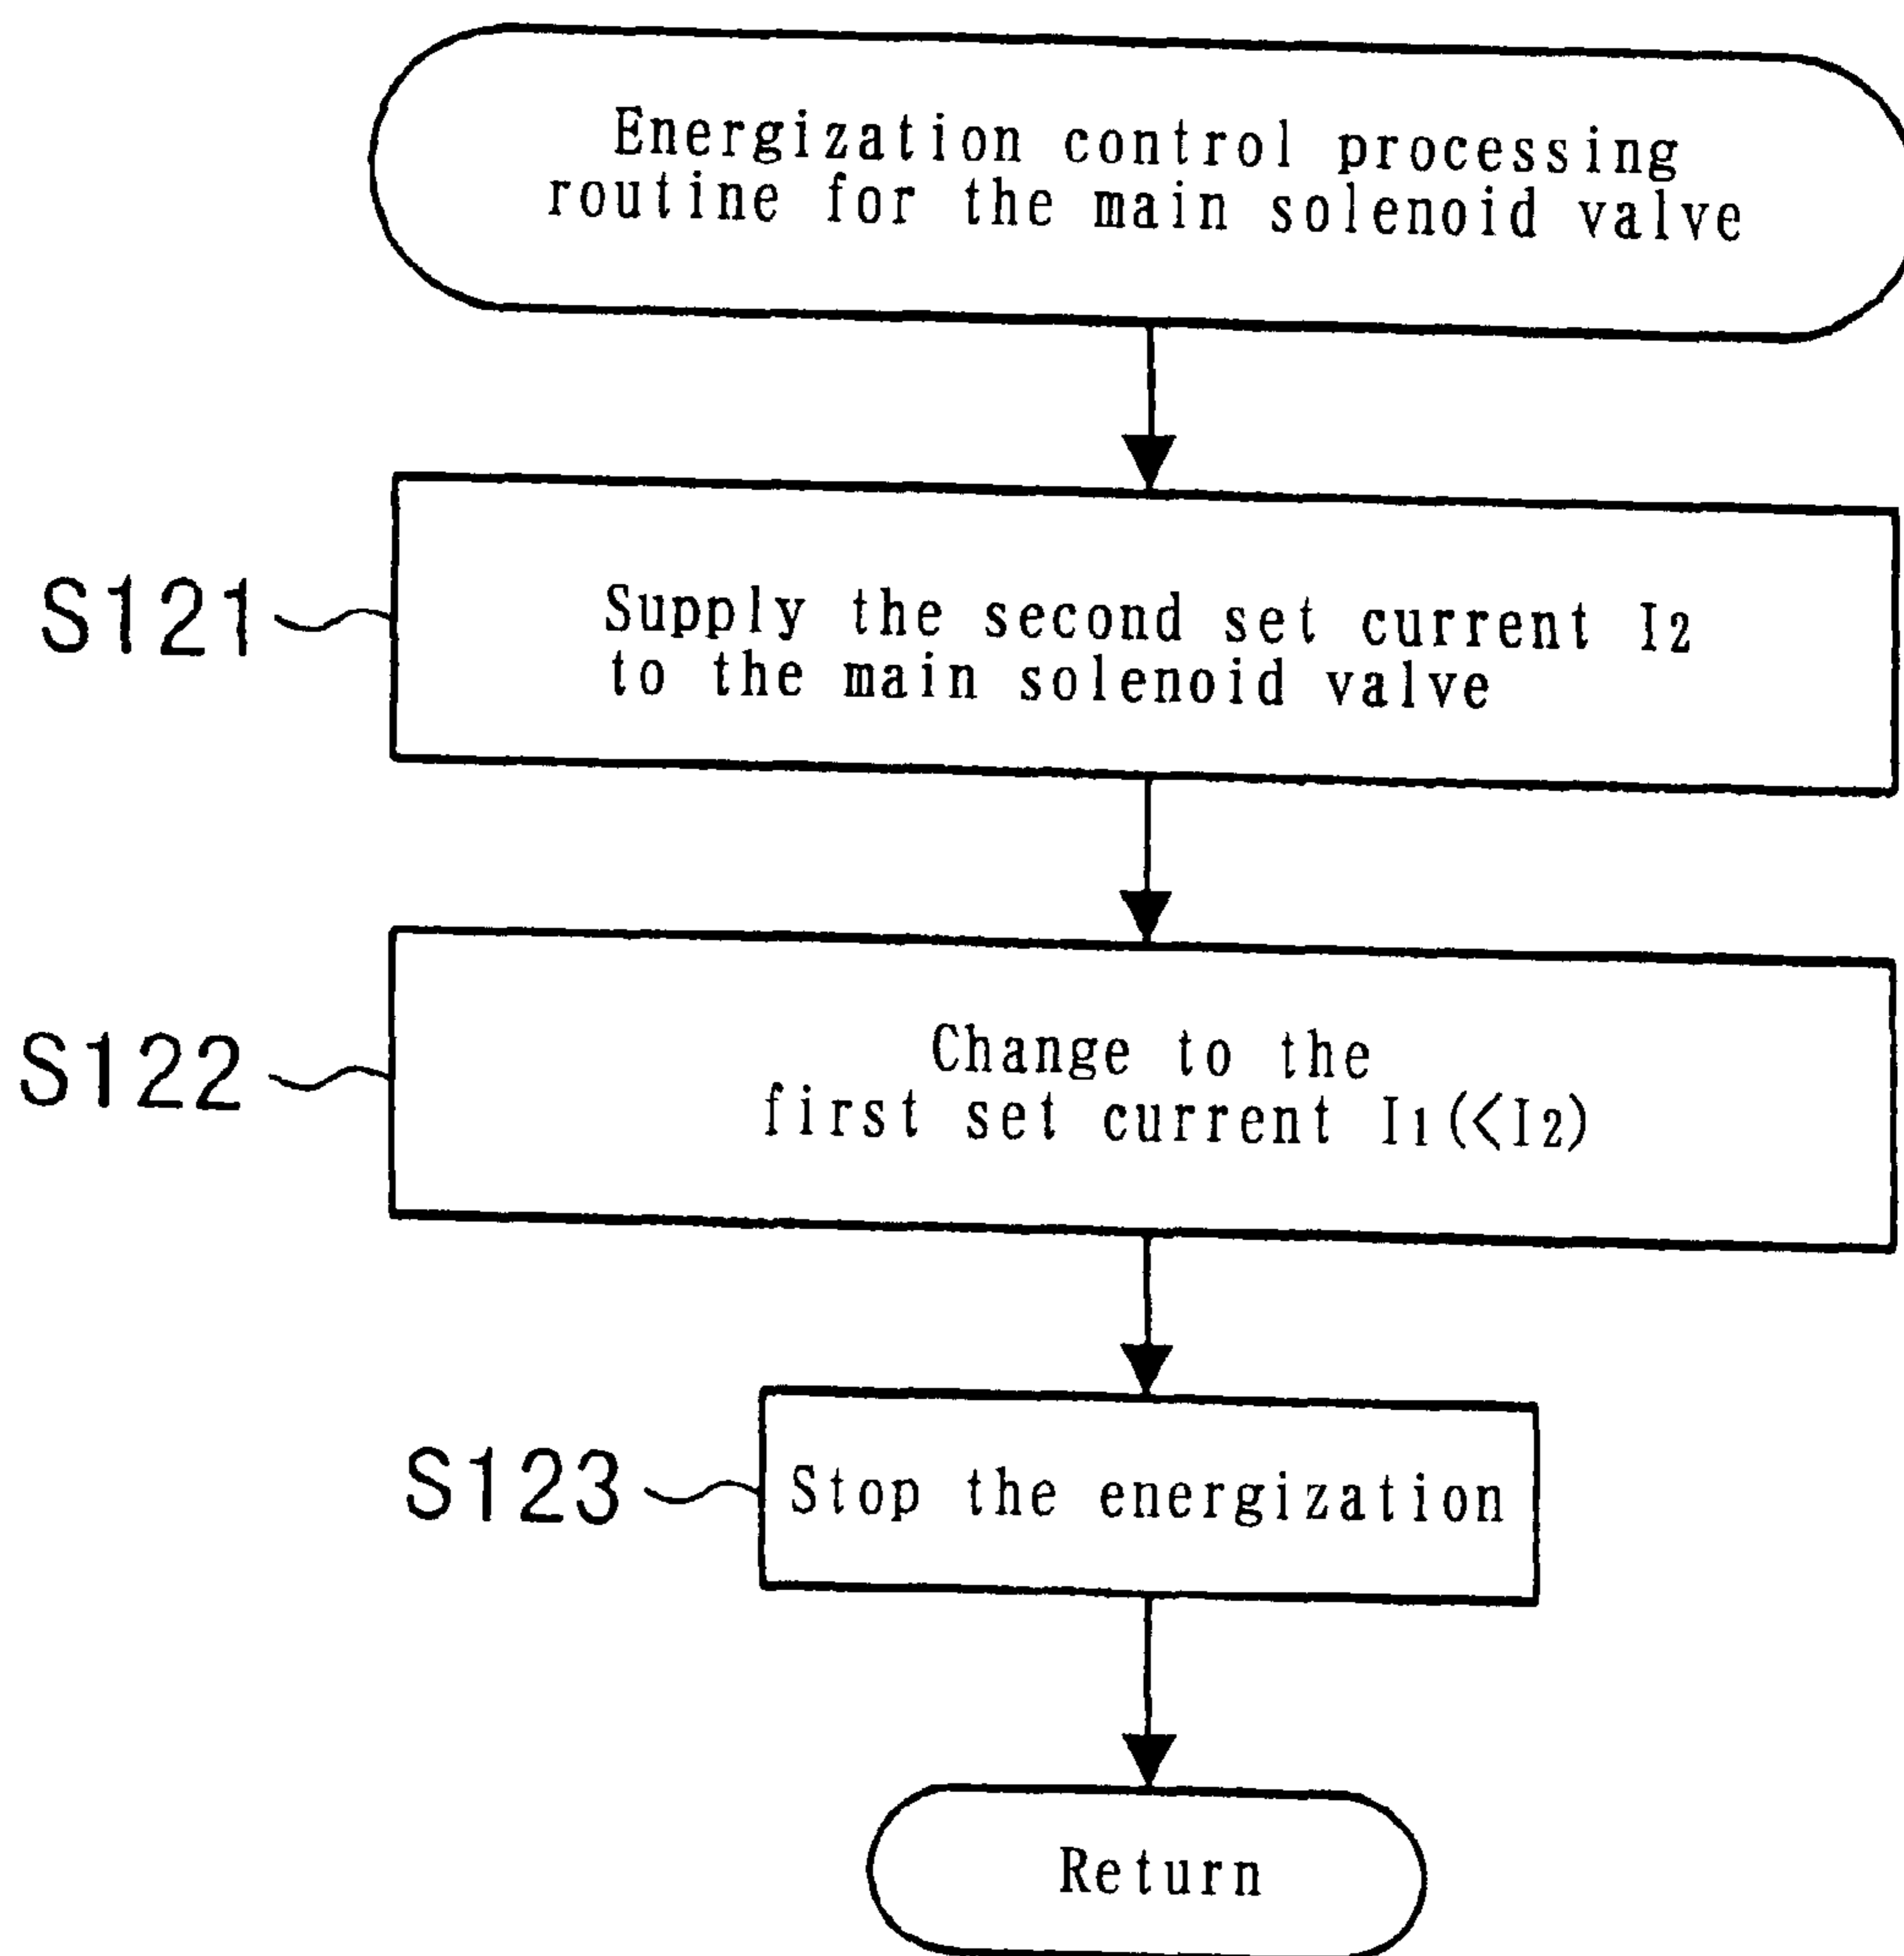 Energization control processing
routine for the main solenoid valve
S121
Supply the second set current I2
to the main solenoid valve
S122
Change to the
first set current I1(<I2)
S123
Stop the energization
Return